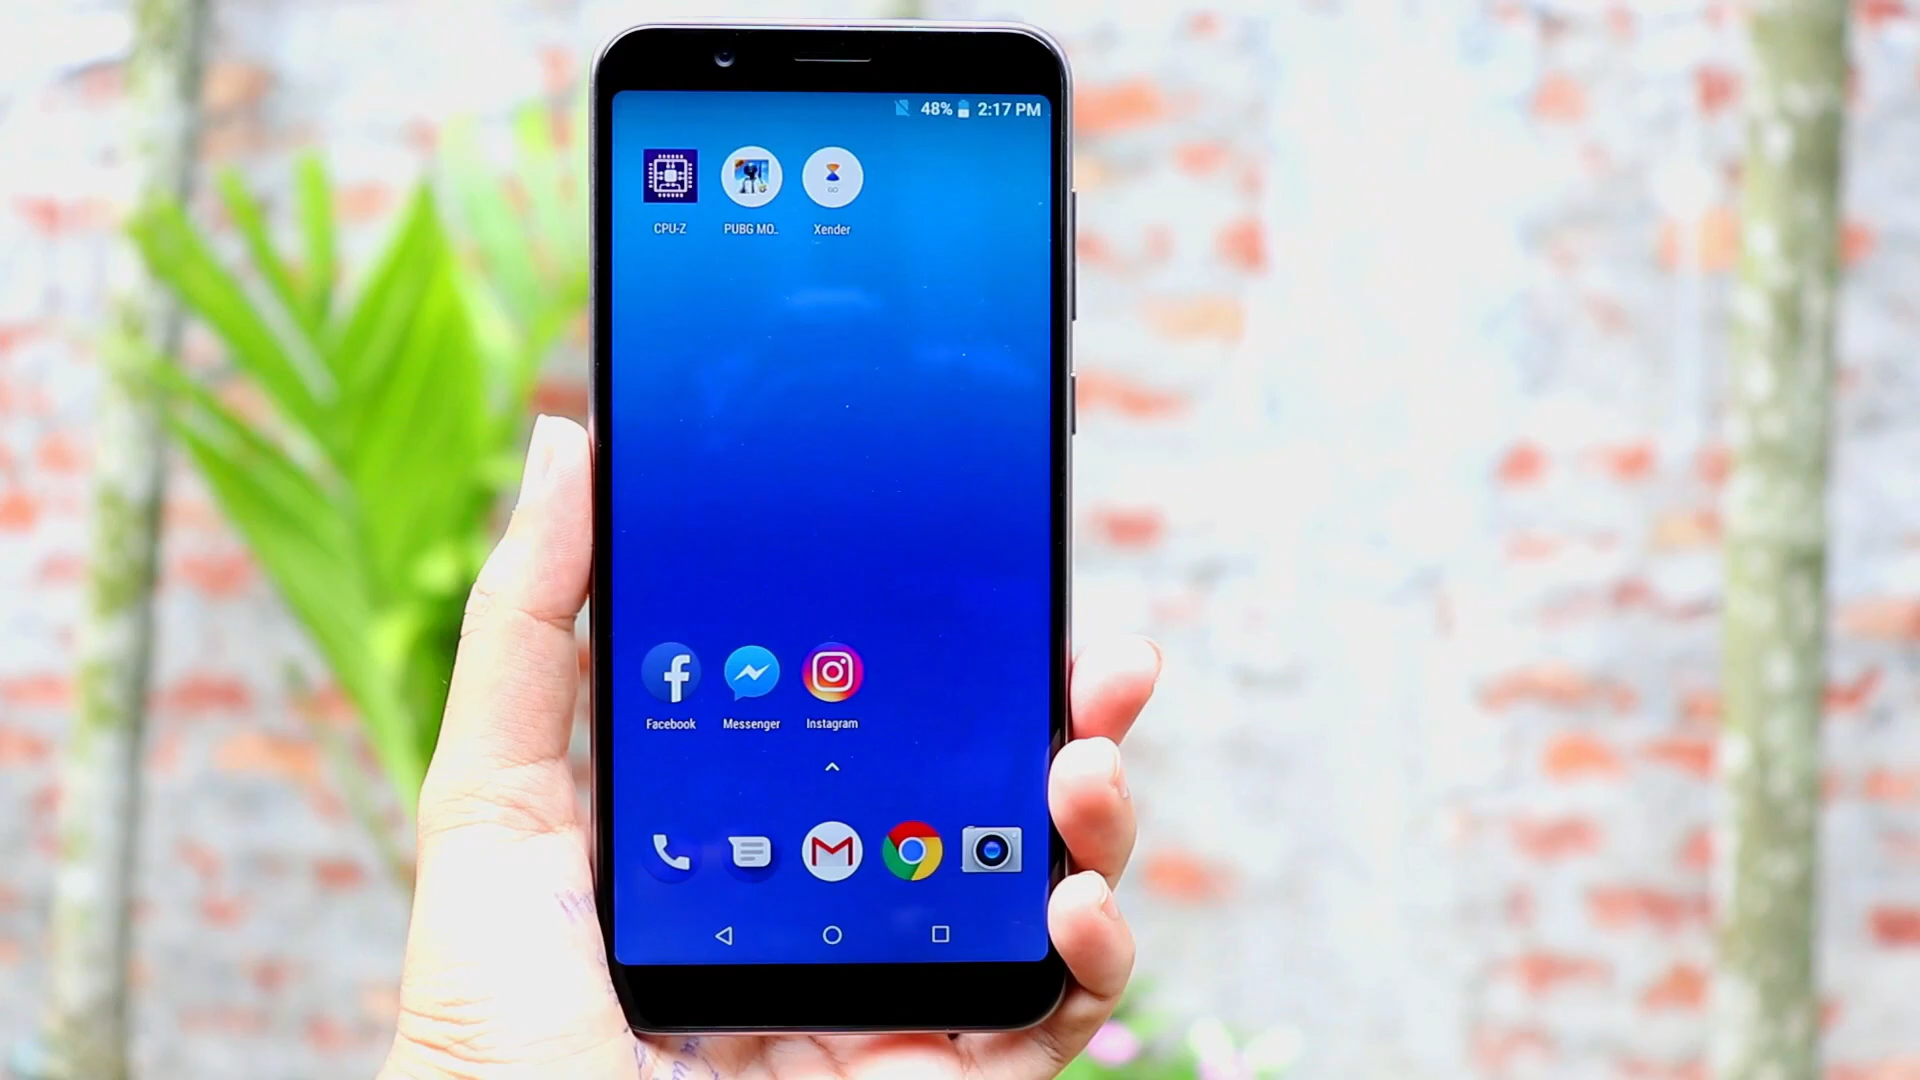 48% 2:17 PM
CPU-Z PUBG MO.. Xender
Facebook Messenger Instagram